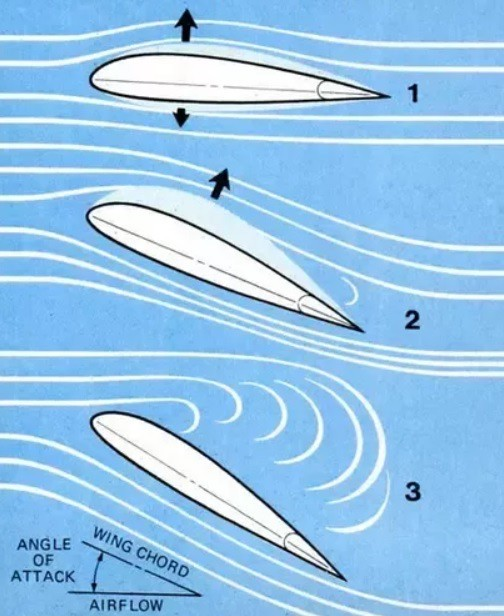 1
2
3
WING CHORD
ANGLE
OF
ATTACK
AIRFLOW